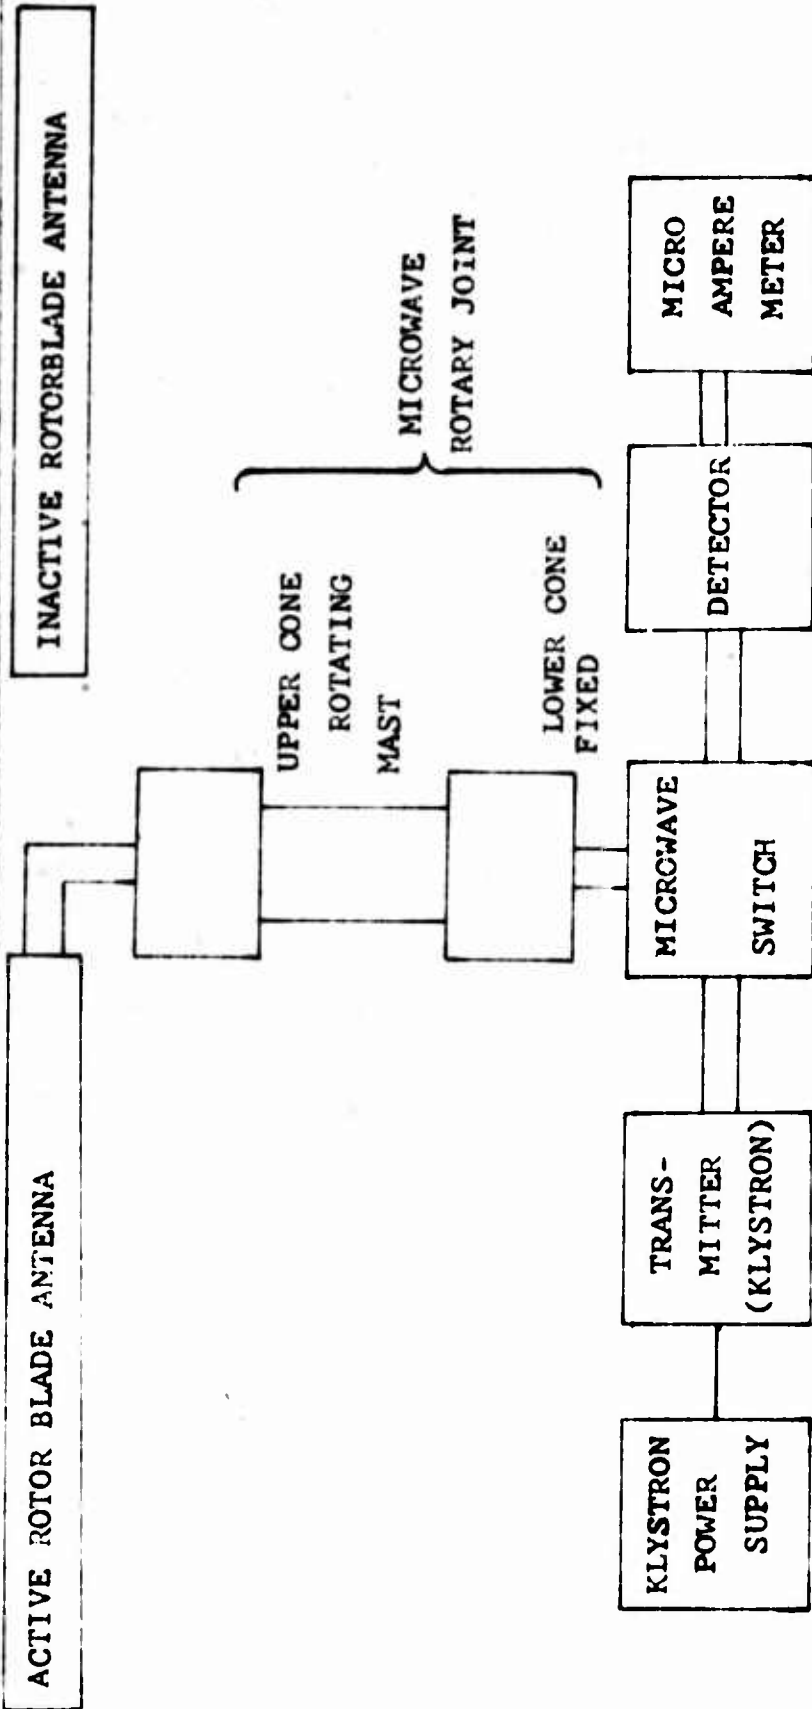 ACTIVE ROTOR BLADE ANTENNA
INACTIVE ROTORBLADE ANTENNA
UPPER CONE
ROTATING
MAST
MICROWAVE
ROTARY JOINT
LOWER CONE
FIXED
KLYSTRON
POWER
SUPPLY
TRANS-
MITTER
(KLYSTRON)
MICROWAVE
SWITCH
DETECTOR
MICRO
AMPERE
METER